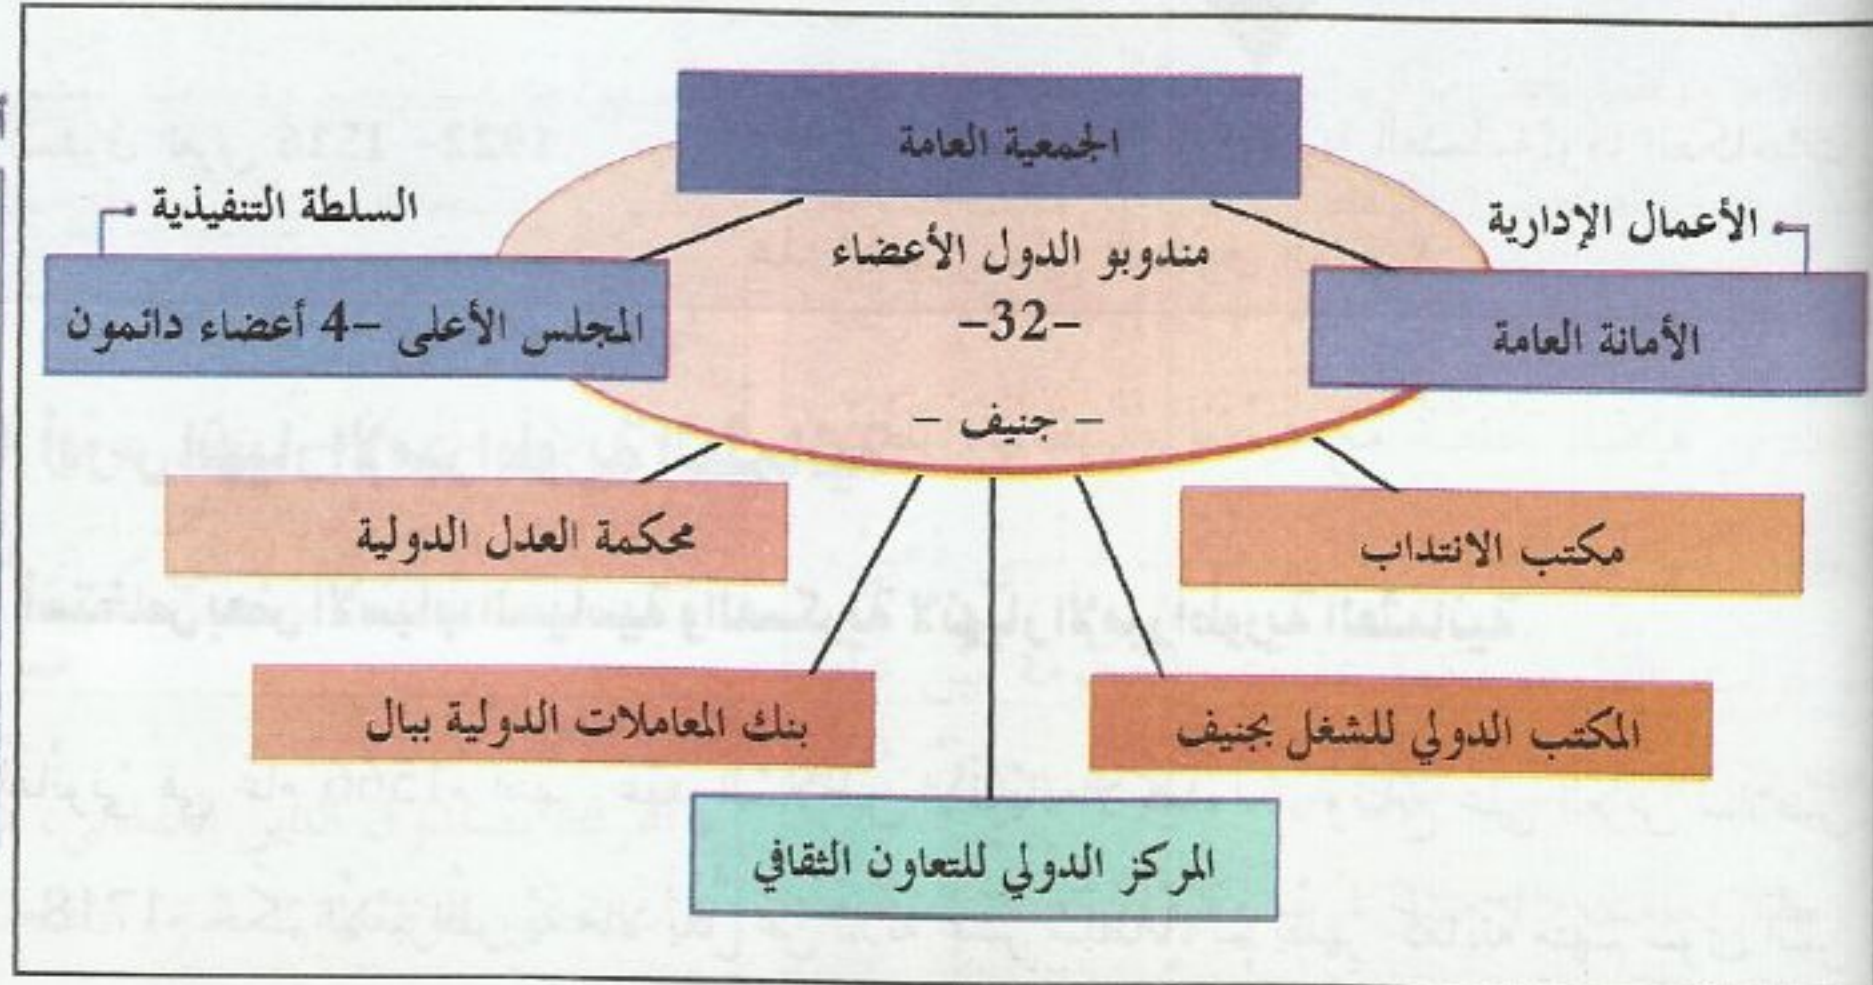 الجمعية العامة
الأعمال الإدارية
السلطة التنفيذية
مندوبو الدول الأعضاء
-32-
- جنيف -
الأمانة العامة
المجلس الأعلى -4 أعضاء دائمون
مكتب الانتداب
محكمة العدل الدولية
المكتب الدولي للشغل بجنيف
بنك المعاملات الدولية ببال
المركز الدولي للتعاون الثقافي